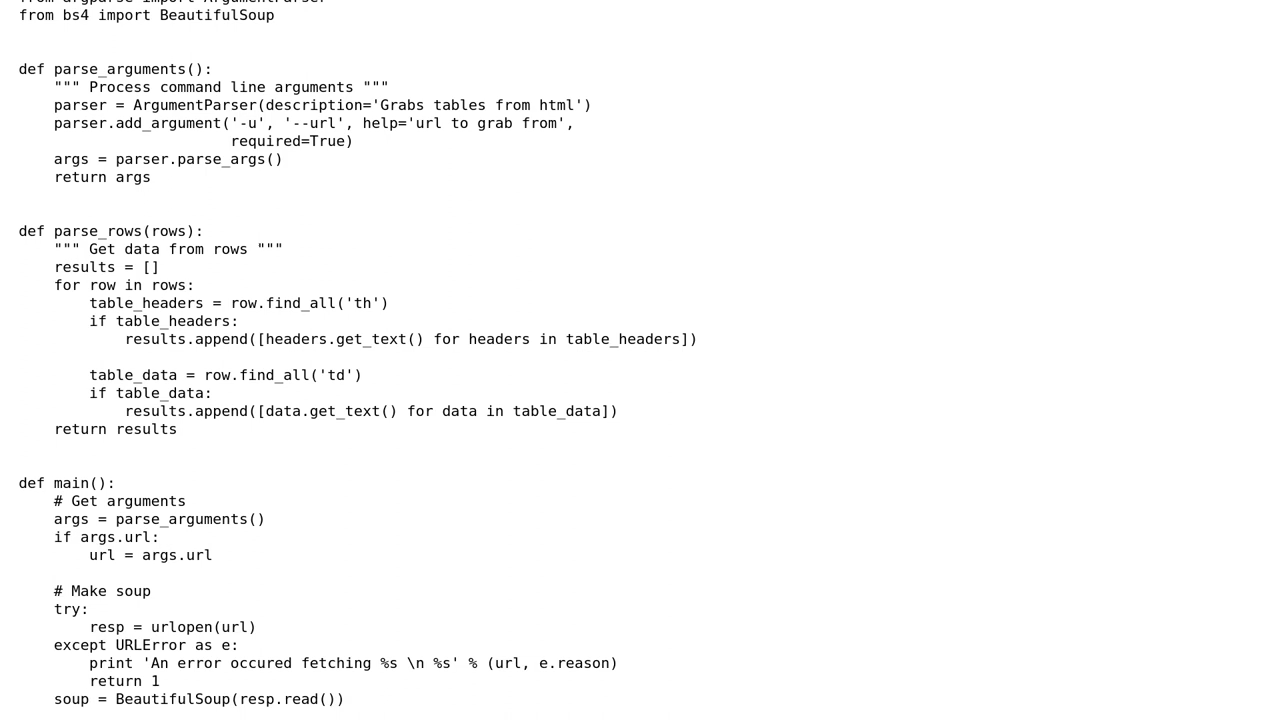 from argparse import ArgumentParser
from bs4 import BeautifulSoup


def parse_arguments():
    """ Process command line arguments """
    parser = ArgumentParser(description='Grabs tables from html')
    parser.add_argument('-u', '--url', help='url to grab from',
                        required=True)
    args = parser.parse_args()
    return args


def parse_rows(rows):
    """ Get data from rows """
    results = []
    for row in rows:
        table_headers = row.find_all('th')
        if table_headers:
            results.append([headers.get_text() for headers in table_headers])

        table_data = row.find_all('td')
        if table_data:
            results.append([data.get_text() for data in table_data])
    return results


def main():
    # Get arguments
    args = parse_arguments()
    if args.url:
        url = args.url

    # Make soup
    try:
        resp = urlopen(url)
    except URLError as e:
        print 'An error occured fetching %s \n %s' % (url, e.reason)
        return 1
    soup = BeautifulSoup(resp.read())